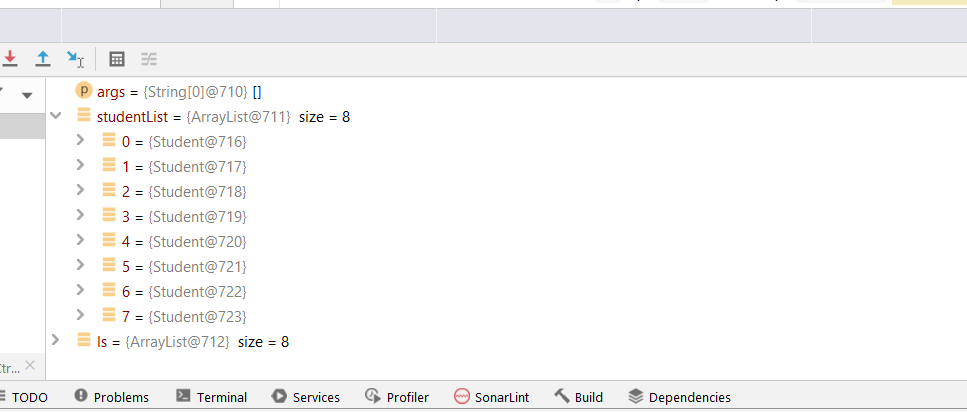 args = {String[0]@710} []
studentList = {ArrayList@711} size = 8
0 = {Student@716}
1 = {Student@717}
2 = {Student@718}
3 = {Student@719}
4 = {Student@720}
5 = {Student@721}
6 = {Student@722}
7 = {Student@723}
ls = {ArrayList@712} size = 8
tr...
TODO Problems Terminal Services Profiler SonarLint Build Dependencies